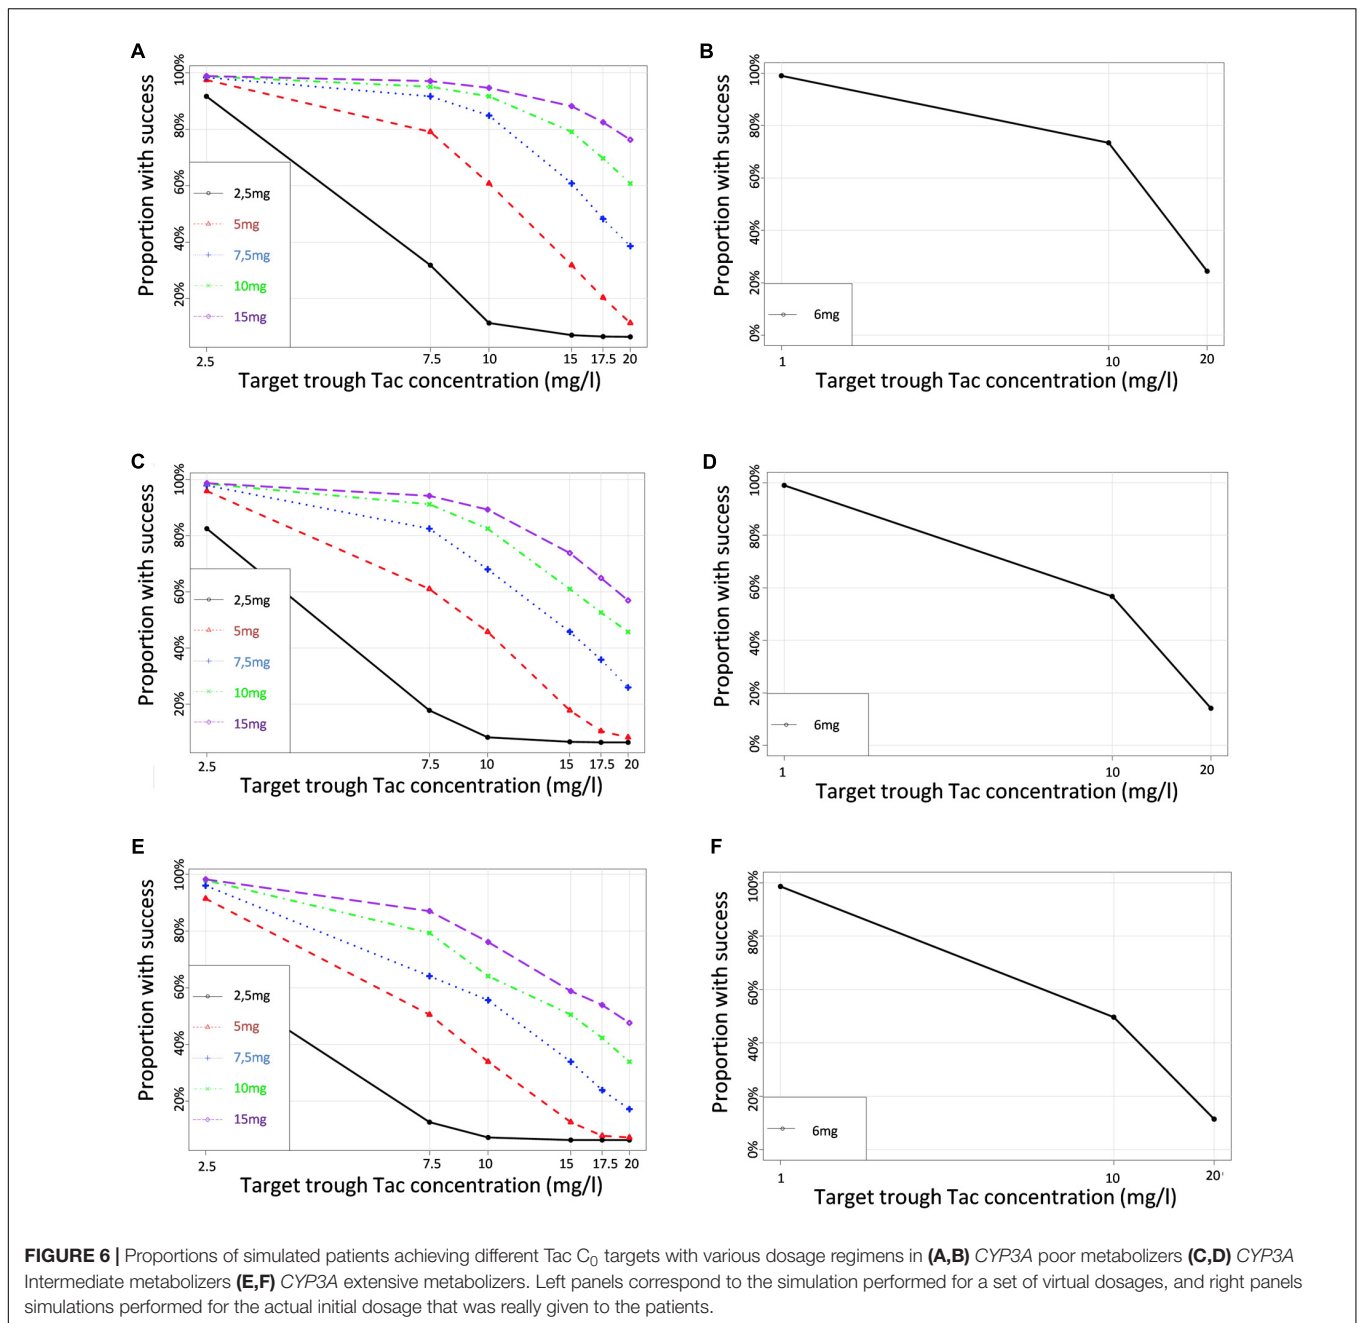 A
Proportion with success
100%
80%
60%
40%
20%
2,5mg
5mg
7,5mg
10mg
15mg
2.5 7.5 10 15 17.5 20
Target trough Tac concentration (mg/l)
B
Proportion with success
100%
80%
60%
40%
20%
0%
6mg
1 10 20
Target trough Tac concentration (mg/l)
C
Proportion with success
100%
80%
60%
40%
20%
2,5mg
5mg
7,5mg
10mg
15mg
2.5 7.5 10 15 17.5 20
Target trough Tac concentration (mg/l)
D
Proportion with success
100%
80%
60%
40%
20%
0%
6mg
1 10 20
Target trough Tac concentration (mg/l)
E
Proportion with success
100%
80%
60%
40%
20%
2,5mg
5mg
7,5mg
10mg
15mg
2.5 7.5 10 15 17.5 20
Target trough Tac concentration (mg/l)
F
Proportion with success
100%
80%
60%
40%
20%
0%
6mg
1 10 20
Target trough Tac concentration (mg/l)
FIGURE 6 | Proportions of simulated patients achieving different Tac C0 targets with various dosage regimens in (A,B) CYP3A poor metabolizers (C,D) CYP3A
Intermediate metabolizers (E,F) CYP3A extensive metabolizers. Left panels correspond to the simulation performed for a set of virtual dosages, and right panels
simulations performed for the actual initial dosage that was really given to the patients.